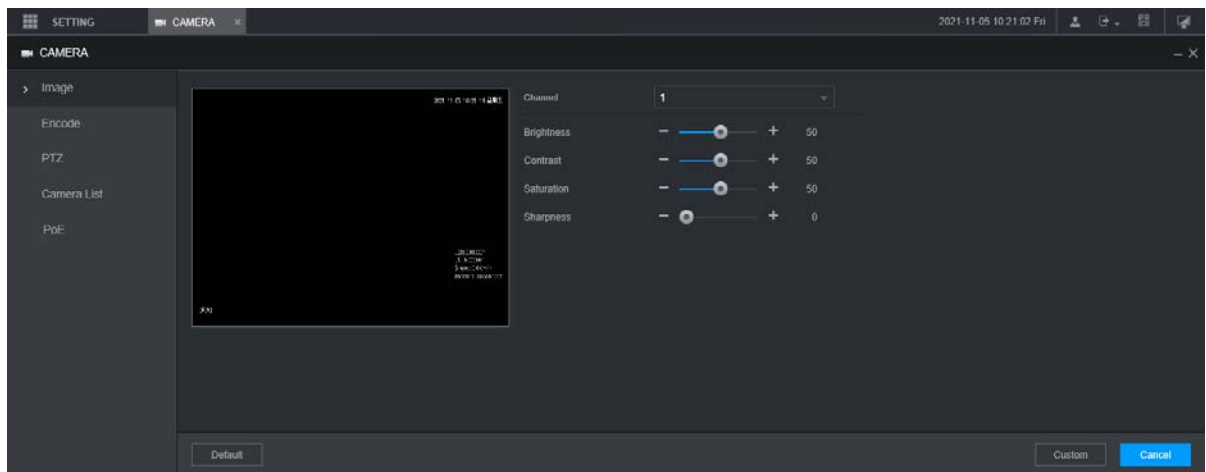 SETTING
CAMERA
2021-11-05 10:21:02 Fri
CAMERA
Image
Encode
PTZ
Camera List
PoE
Channel
1
Brightness
50
Contrast
50
Saturation
50
Sharpness
0
Default
Custom
Cancel